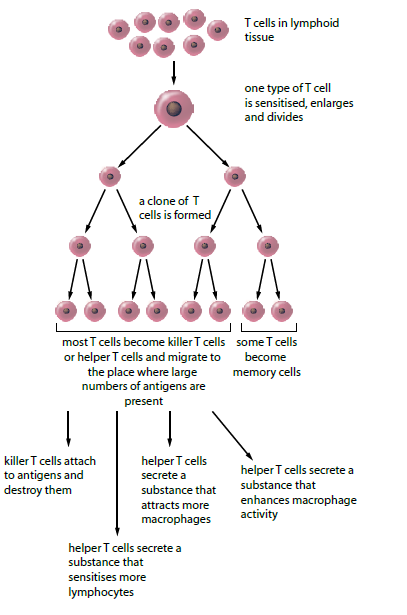 T cells in lymphoid
tissue
one type of T cell
is sensitised, enlarges
and divides
a clone of T
cells is formed
most T cells become killer T cells
or helper T cells and migrate to
the place where large
numbers of antigens are
present
some T cells
become
memory cells
killer T cells attach
to antigens and
destroy them
helper T cells
secrete a
substance that
attracts more
macrophages
helper T cells secrete a
substance that
enhances macrophage
activity
helper T cells secrete a
substance that
sensitises more
lymphocytes